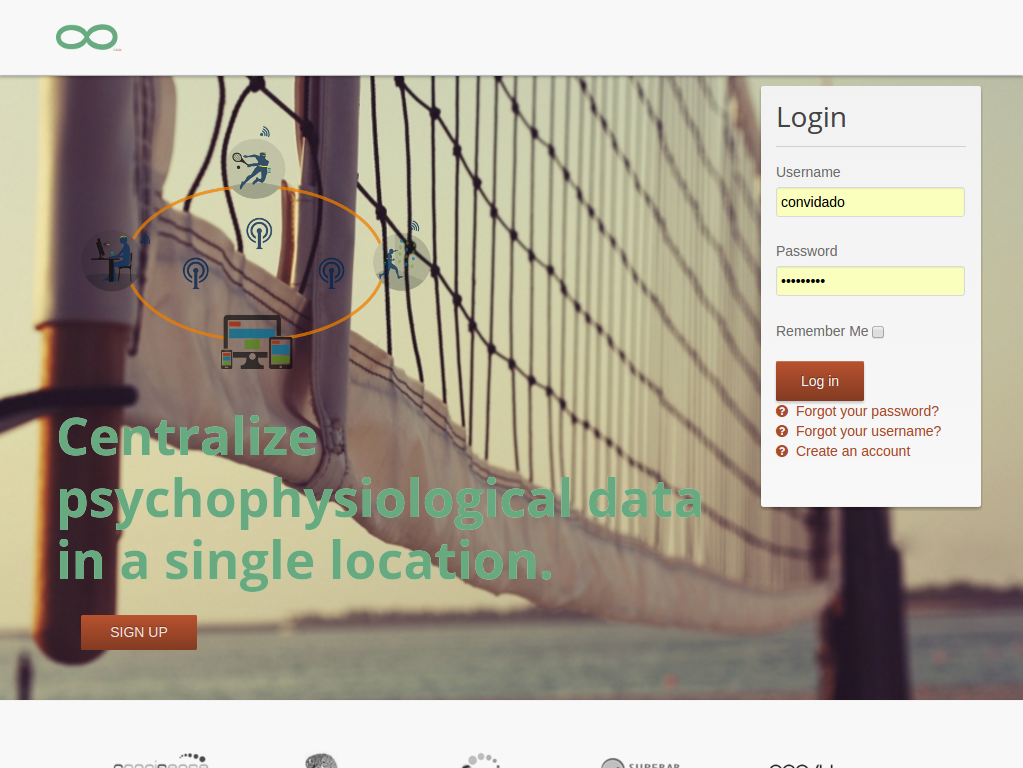 Login
Username
convidado
Password
•••••••••
Remember Me
Log in
Forgot your password?
Forgot your username?
Create an account
Centralize
psychophysiological data
in a single location.
SIGN UP